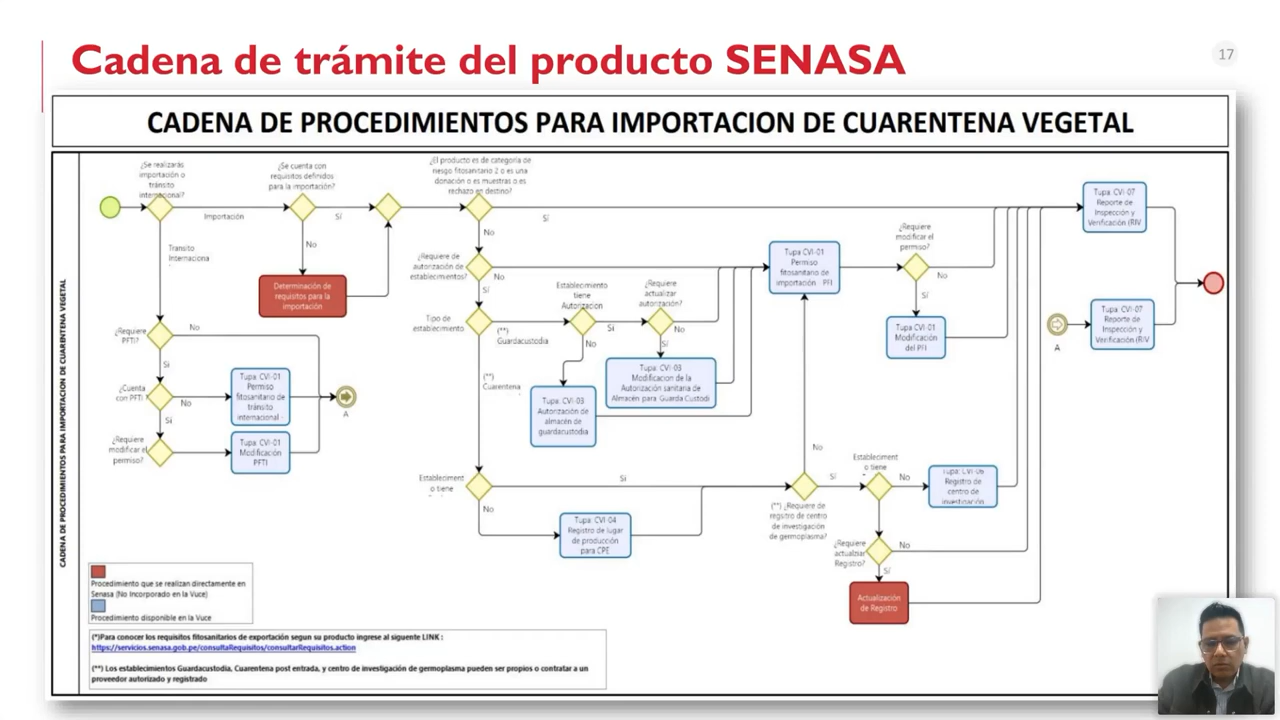 Cadena de trámite del producto SENASA
17
CADENA DE PROCEDIMIENTOS PARA IMPORTACION DE CUARENTENA VEGETAL
CADENA DE PROCEDIMIENTOS PARA IMPORTACION DE CUARENTENA VEGETAL
¿Se realizarás
importación o
tránsito
internacional?
Importación
Transito
Internaciona
¿Se cuenta con
requisitos definidos
para la importación?
Sí
No
Determinación de
requisitos para la
importación
¿El producto es de categoría de
riesgo fitosanitario 2 o es una
donación o es muestras o es
rechazo en destino?
Sí
No
¿Requiere de
autorización de
establecimientos?
No
Sí
Tipo de
establecimiento
(**)
Guardacustodia
(**)
Cuarentena
Establecimiento
tiene
Autorizacion
Si
No
¿Requiere
actualizar
autorización?
No
Sí
Tupa: CVI-03
Modificacion de la
Autorización sanitaria de
Almacén para Guarda Custodi
Tupa: CVI-03
Autorización de
almacén de
guardacustodia
Tupa CVI-01
Permiso
fitosanitario de
importación - PFI
¿Requiere
modificar el
permiso?
No
Sí
Tupa CVI-01
Modificación
del PFI
Tupa: CVI-07
Reporte de
Inspección y
Verificación (RIV
A
Tupa: CVI-07
Reporte de
Inspección y
Verificación (RIV
¿Requiere
PFTI?
No
Si
¿Cuenta
con PFTI
No
Si
Tupa: CVI-01
Permiso
fitosanitario de
tránsito
internacional -
A
¿Requiere
modificar el
permiso?
Tupa: CVI-01
Modificación
PFTI
Establecimient
o tiene
Si
No
Tupa: CVI-04
Registro de lugar
de producción
para CPE
No
Sí
(**) ¿Requiere de
registro de centro
de investigación
de germoplasma?
Establecimient
o tiene
No
Tupa: CVI-06
Registro de
centro de
investigación
¿Requiere
actualziar
Registro?
No
Sí
Actualización
de Registro
Procedimiento que se realizan directamente en
Senasa (No Incorporado en la Vuce)
Procedimiento disponible en la Vuce
(*)Para conocer los requisitos fitosanitarios de exportación segun su producto ingrese al siguente LINK :
https://servicios.senasa.gob.pe/consultaRequisitos/consultarRequisitos.action
(**) Los establecimientos Guardacustodia, Cuarentena post entrada, y centro de investigación de germoplasma pueden ser propios o contratar a un
proveedor autorizado y registrado